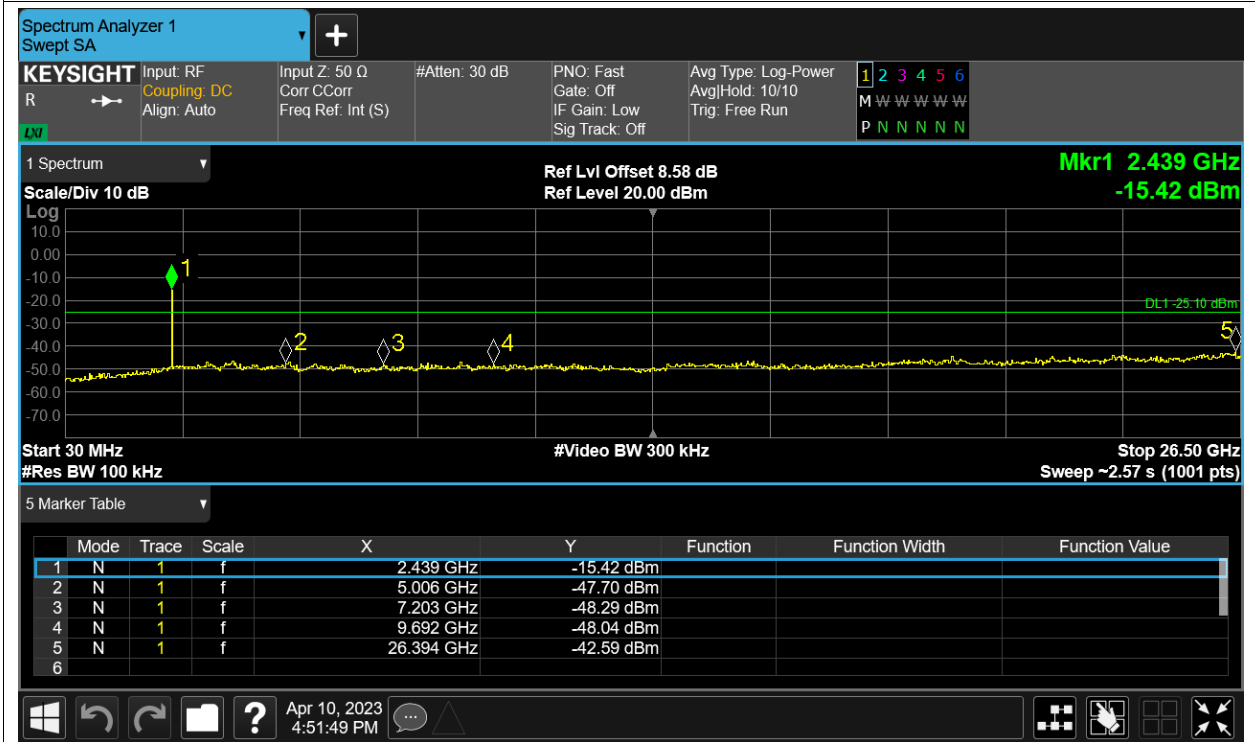 Spectrum Analyzer 1
Swept SA
+
KEYSIGHT
R
LXI
Input: RF
Coupling: DC
Align: Auto
Input Z: 50 Ω
Corr CCorr
Freq Ref: Int (S)
#Atten: 30 dB
PNO: Fast
Gate: Off
IF Gain: Low
Sig Track: Off
Avg Type: Log-Power
Avg|Hold: 10/10
Trig: Free Run
1 2 3 4 5 6
M W W W W W
P N N N N N
1 Spectrum
Scale/Div 10 dB
Ref Lvl Offset 8.58 dB
Ref Level 20.00 dBm
Mkr1 2.439 GHz
-15.42 dBm
Log
10.0
0.00
-10.0
-20.0
-30.0
-40.0
-50.0
-60.0
-70.0
1
2
3
4
5
DL1 -25.10 dBm
Start 30 MHz
#Video BW 300 kHz
Stop 26.50 GHz
#Res BW 100 kHz
Sweep ~2.57 s (1001 pts)
5 Marker Table
Mode Trace Scale X Y Function Function Width Function Value
1 N 1 f 2.439 GHz -15.42 dBm
2 N 1 f 5.006 GHz -47.70 dBm
3 N 1 f 7.203 GHz -48.29 dBm
4 N 1 f 9.692 GHz -48.04 dBm
5 N 1 f 26.394 GHz -42.59 dBm
6
?
Apr 10, 2023
4:51:49 PM